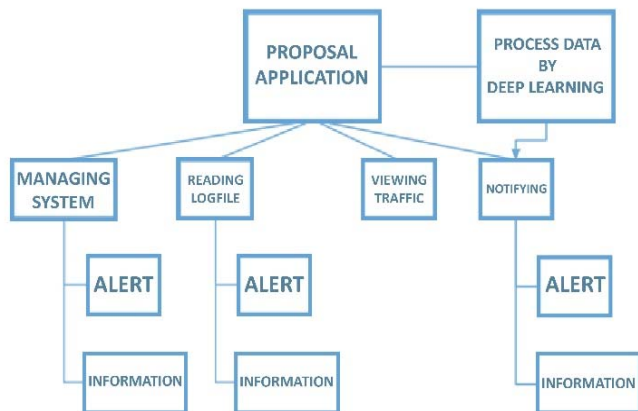 PROPOSAL
APPLICATION
PROCESS DATA
BY
DEEP LEARNING
MANAGING
SYSTEM
READING
LOGFILE
VIEWING
TRAFFIC
NOTIFYING
ALERT
ALERT
ALERT
INFORMATION
INFORMATION
INFORMATION